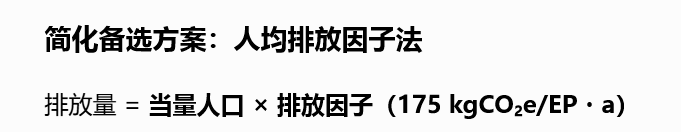 简化备选方案：人均排放因子法
排放量 = 当量人口 × 排放因子（175 kgCO₂e/EP・a）